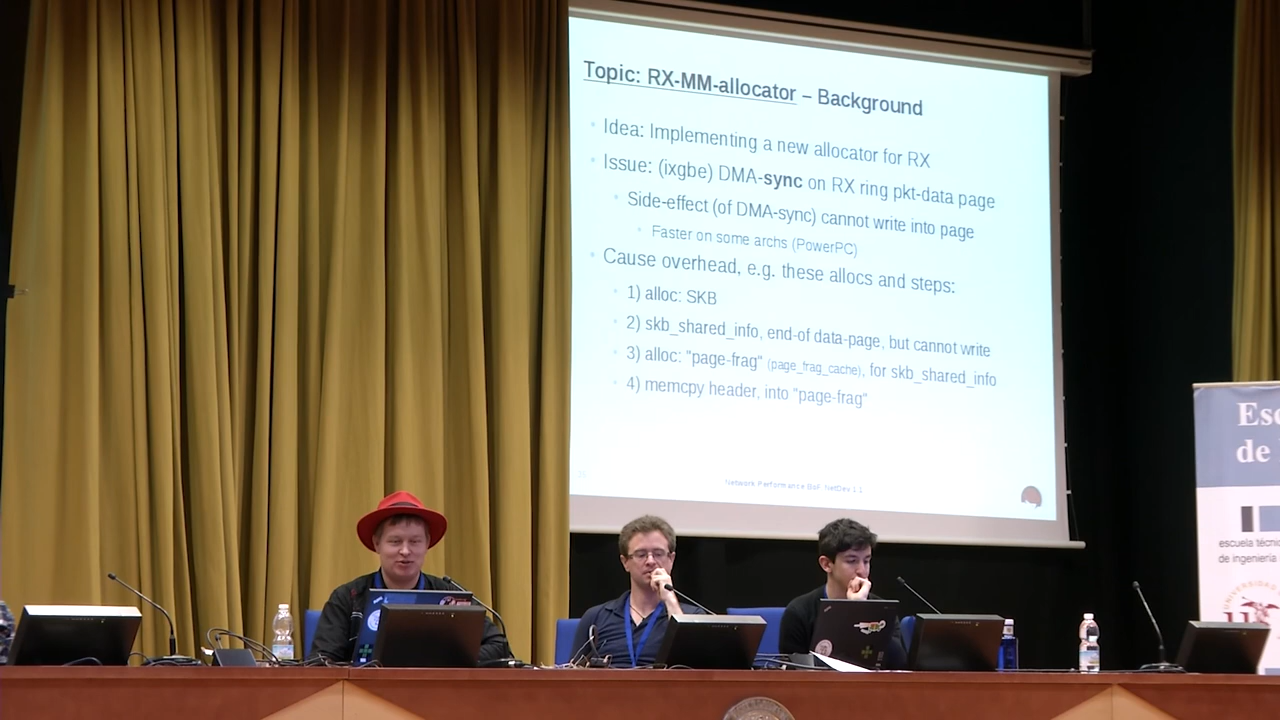 Topic: RX-MM-allocator – Background
Idea: Implementing a new allocator for RX
Issue: (ixgbe) DMA-sync on RX ring pkt-data page
Side-effect (of DMA-sync) cannot write into page
Faster on some archs (PowerPC)
Cause overhead, e.g. these allocs and steps:
1) alloc: SKB
2) skb_shared_info, end-of data-page, but cannot write
3) alloc: "page-frag" (page_frag_cache), for skb_shared_info
4) memcpy header, into "page-frag"
Network Performance BoF NetDev 1.1
Esc
de
escuela técnic
de ingeniería